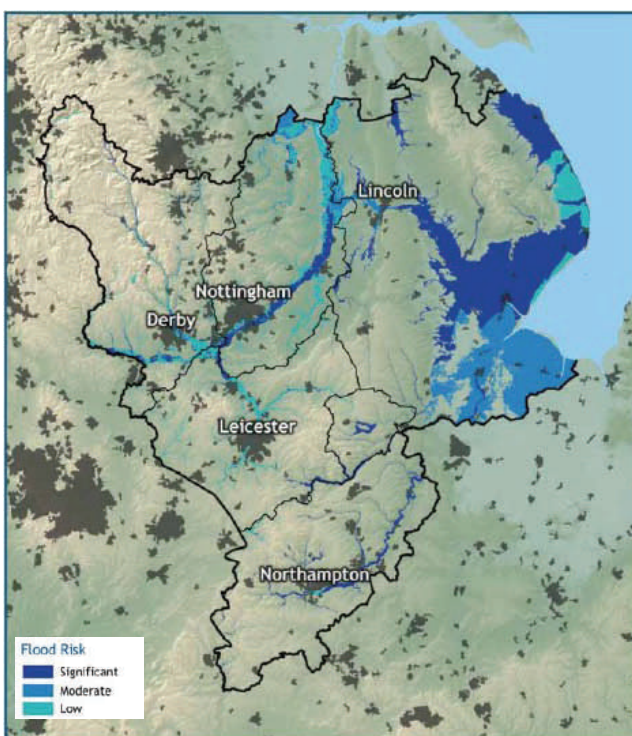 Lincoln
Nottingham
Derby
Leicester
Northampton
Flood Risk
Significant
Moderate
Low